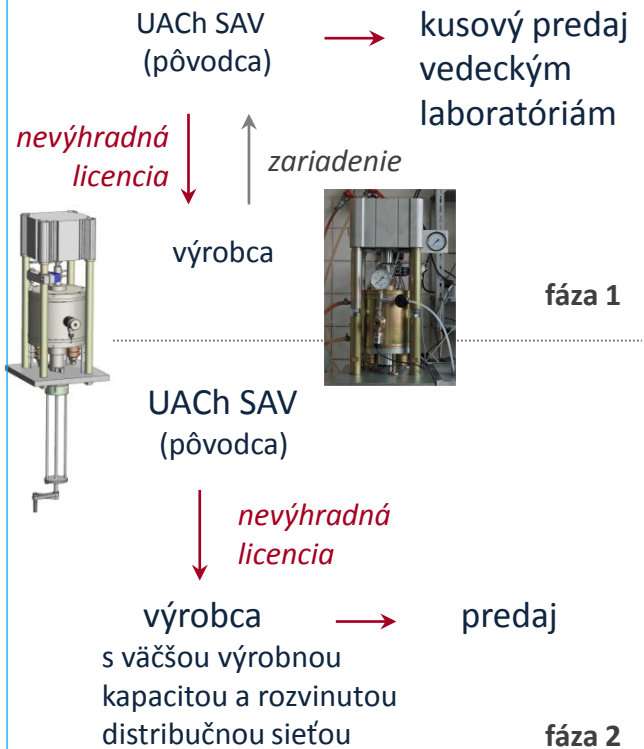 UACh SAV
(pôvodca)
kusový predaj
vedeckým
laboratóriám
nevýhradná
licencia
zariadenie
výrobca
fáza 1
UACh SAV
(pôvodca)
nevýhradná
licencia
výrobca
predaj
s väčšou výrobnou
kapacitou a rozvinutou
distribučnou sieťou
fáza 2